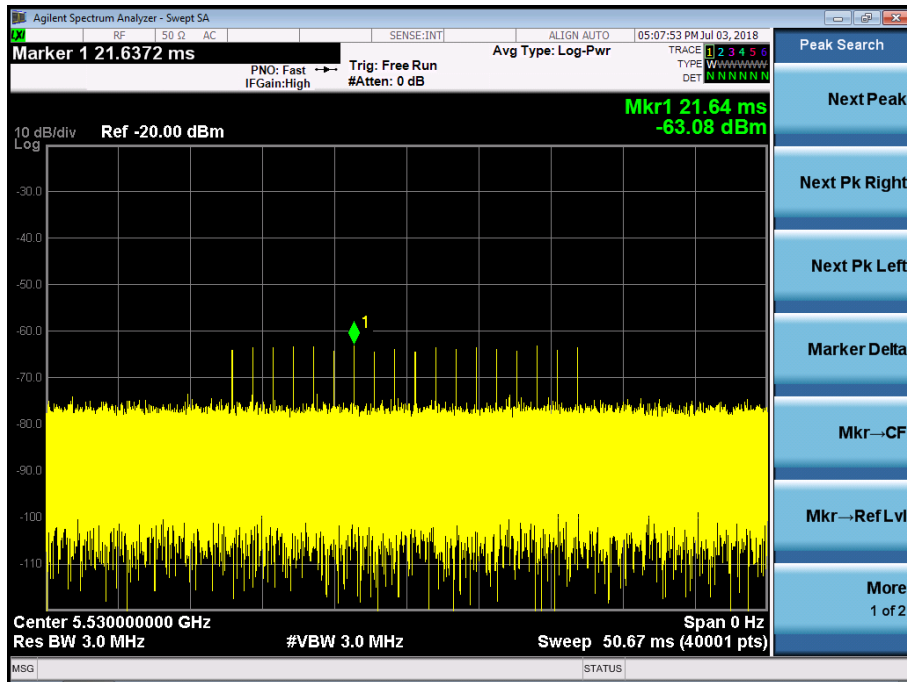 Agilent Spectrum Analyzer - Swept SA
LXI
RF 50 Ω AC SENSE:INT ALIGN AUTO 05:07:53 PM Jul 03, 2018
Marker 1 21.6372 ms
PNO: Fast
IFGain:High
Trig: Free Run
#Atten: 0 dB
Avg Type: Log-Pwr
TRACE 1 2 3 4 5 6
TYPE WWWWWW
DET N N N N N N
Peak Search
Mkr1 21.64 ms
-63.08 dBm
10 dB/div Ref -20.00 dBm
Log
-30.0
-40.0
-50.0
-60.0
-70.0
-80.0
-90.0
-100
-110
1
Center 5.530000000 GHz Span 0 Hz
Res BW 3.0 MHz #VBW 3.0 MHz Sweep 50.67 ms (40001 pts)
MSG STATUS
Next Peak
Next Pk Right
Next Pk Left
Marker Delta
Mkr→CF
Mkr→Ref Lvl
More
1 of 2